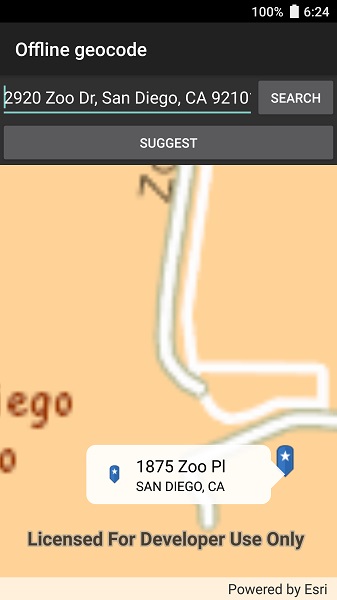 100% 6:24
Offline geocode
2920 Zoo Dr, San Diego, CA 9210
SEARCH
SUGGEST
iego
o
1875 Zoo Pl
SAN DIEGO, CA
Licensed For Developer Use Only
Powered by Esri